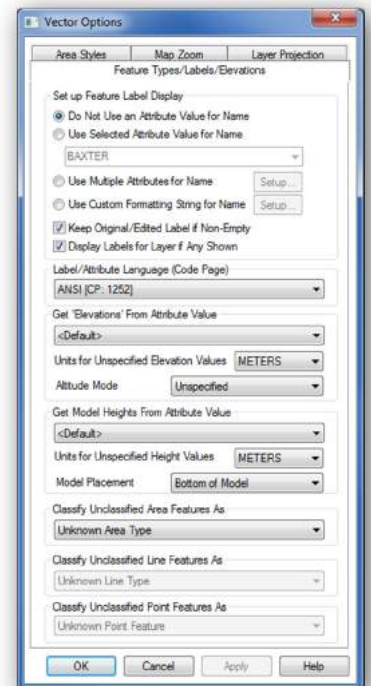 Vector Options
Area Styles Map Zoom Layer Projection
Feature Types/Labels/Elevations
Set up Feature Label Display
Do Not Use an Attribute Value for Name
Use Selected Attribute Value for Name
BAXTER
Use Multiple Attributes for Name Setup...
Use Custom Formatting String for Name Setup...
Keep Original/Edited Label if Non-Empty
Display Labels for Layer if Any Shown
Label/Attribute Language (Code Page)
ANSI [CP: 1252]
Get 'Elevations' From Attribute Value
<Default>
Units for Unspecified Elevation Values METERS
Altitude Mode Unspecified
Get Model Heights From Attribute Value
<Default>
Units for Unspecified Height Values METERS
Model Placement Bottom of Model
Classify Unclassified Area Features As
Unknown Area Type
Classify Unclassified Line Features As
Unknown Line Type
Classify Unclassified Point Features As
Unknown Point Feature
OK Cancel Apply Help